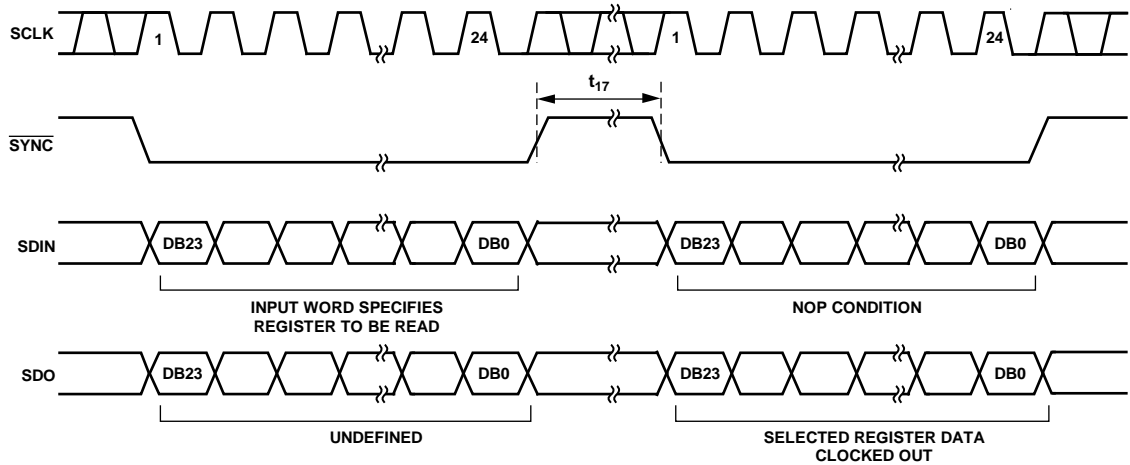 SCLK
1
24
1
24
t17
SYNC
SDIN
DB23
DB0
DB23
DB0
INPUT WORD SPECIFIES
REGISTER TO BE READ
NOP CONDITION
SDO
DB23
DB0
DB23
DB0
UNDEFINED
SELECTED REGISTER DATA
CLOCKED OUT